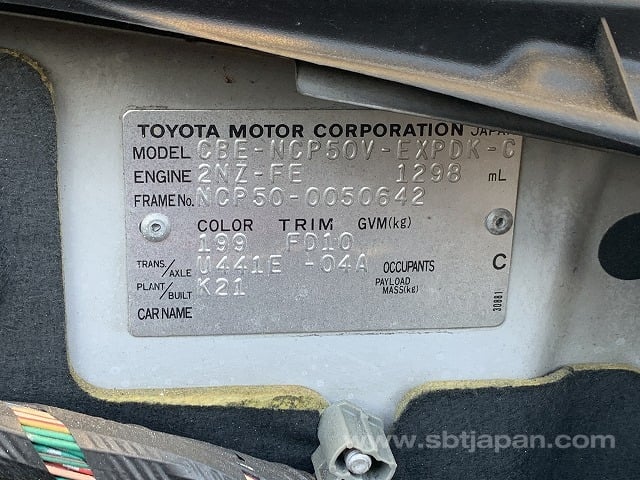 TOYOTA MOTOR CORPORATION JAPAN
MODEL CBE-NCP50V-EXPDK-C
ENGINE 2NZ-FE 1298 mL
FRAME No. NCP50-0050642
COLOR TRIM GVM(kg)
199 FD10
TRANS./AXLE U441E -04A OCCUPANTS C
PLANT/BUILT K21 PAYLOAD MASS(kg)
CAR NAME
30881
www.sbtjapan.com